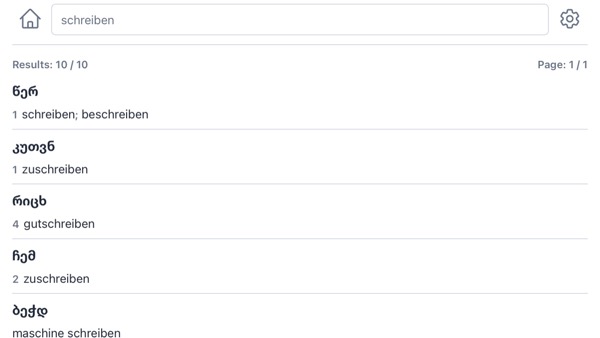 schreiben
Results: 10 / 10 Page: 1 / 1
წერ
1 schreiben; beschreiben
კუთვნ
1 zuschreiben
რიცხ
4 gutschreiben
ჩემ
2 zuschreiben
ბეჭდ
maschine schreiben